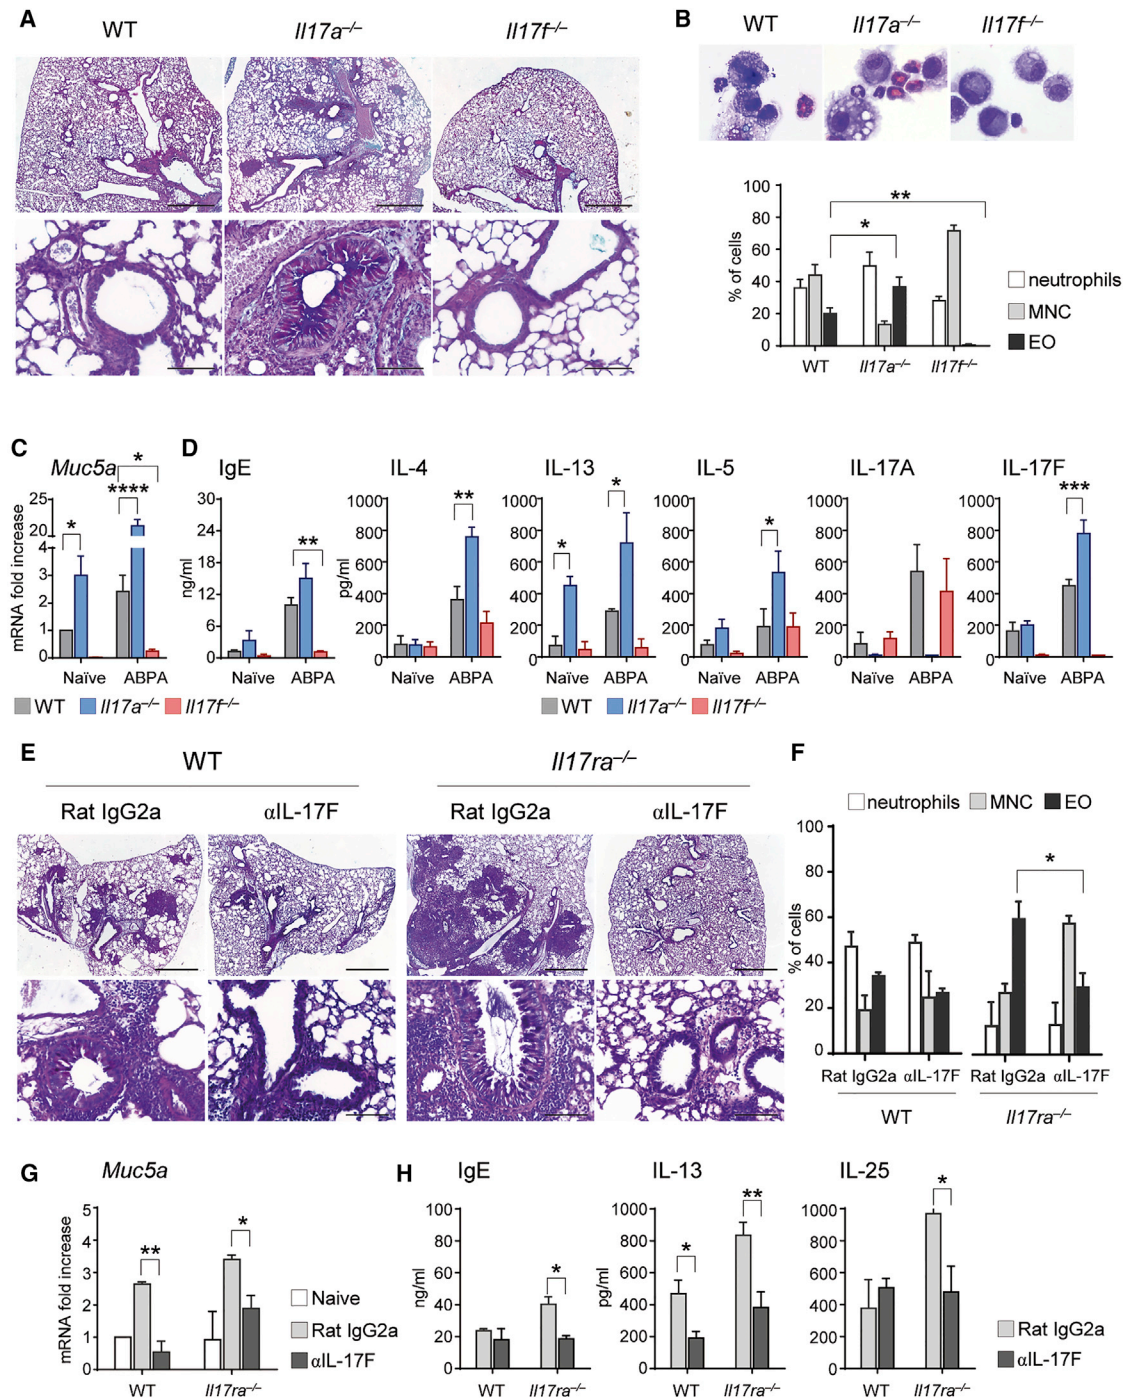 A
WT
Il17a–/–
Il17f–/–
B
WT
Il17a–/–
Il17f–/–
% of cells
100
80
60
40
20
0
*
**
WT
Il17a–/–
Il17f–/–
neutrophils
MNC
EO
C
Muc5a
mRNA fold increase
25
20
4
3
2
1
0
*
****
*
Naïve
ABPA
D
IgE
ng/ml
30
24
18
12
6
0
**
Naïve
ABPA
IL-4
pg/ml
1000
800
600
400
200
0
**
Naïve
ABPA
IL-13
1000
800
600
400
200
0
*
*
Naïve
ABPA
IL-5
1000
800
600
400
200
0
*
Naïve
ABPA
IL-17A
1000
800
600
400
200
0
Naïve
ABPA
IL-17F
1000
800
600
400
200
0
***
Naïve
ABPA
WT Il17a–/– Il17f–/–
WT Il17a–/– Il17f–/–
E
WT
Il17ra–/–
Rat IgG2a
αIL-17F
Rat IgG2a
αIL-17F
F
neutrophils MNC EO
% of cells
100
80
60
40
20
0
*
Rat IgG2a αIL-17F Rat IgG2a αIL-17F
WT
Il17ra–/–
G
Muc5a
mRNA fold increase
5
4
3
2
1
0
**
*
WT
Il17ra–/–
Naive
Rat IgG2a
αIL-17F
H
IgE
ng/ml
100
80
60
40
20
0
*
WT
Il17ra–/–
IL-13
pg/ml
1000
800
600
400
200
0
*
**
WT
Il17ra–/–
IL-25
1000
800
600
400
200
0
*
WT
Il17ra–/–
Rat IgG2a
αIL-17F